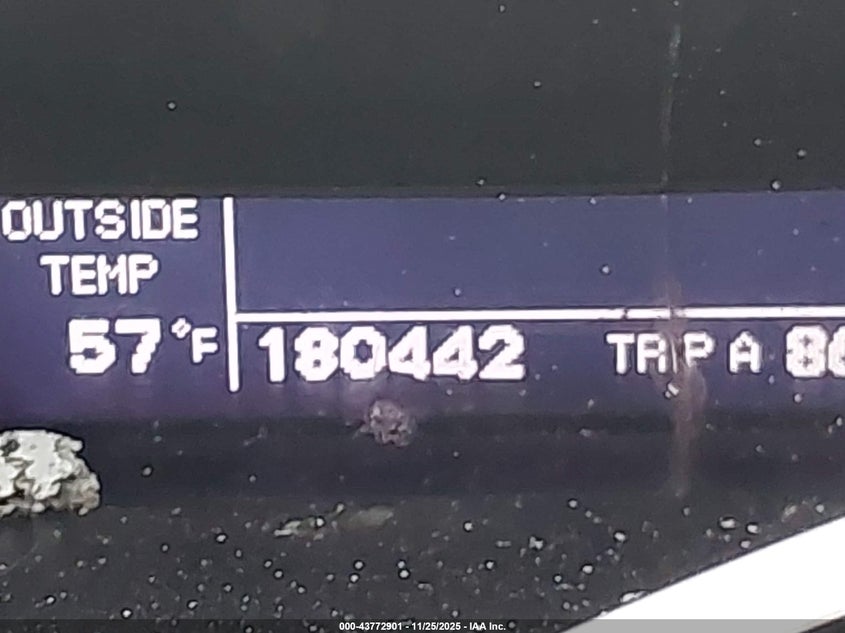 OUTSIDE
TEMP
57°F
180442 TRIP A
000-43772901 - 11/25/2025 - IAA Inc.